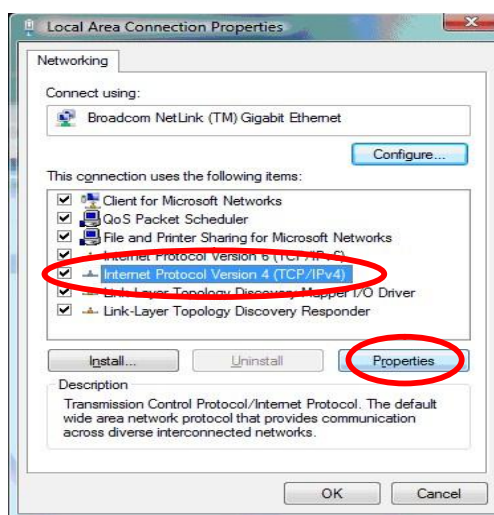 Local Area Connection Properties
Networking
Connect using:
Broadcom NetLink (TM) Gigabit Ethernet
Configure...
This connection uses the following items:
Client for Microsoft Networks
QoS Packet Scheduler
File and Printer Sharing for Microsoft Networks
Internet Protocol Version 6 (TCP/IPv6)
Internet Protocol Version 4 (TCP/IPv4)
Link-Layer Topology Discovery Mapper I/O Driver
Link-Layer Topology Discovery Responder
Install...
Uninstall
Properties
Description
Transmission Control Protocol/Internet Protocol. The default
wide area network protocol that provides communication
across diverse interconnected networks.
OK
Cancel